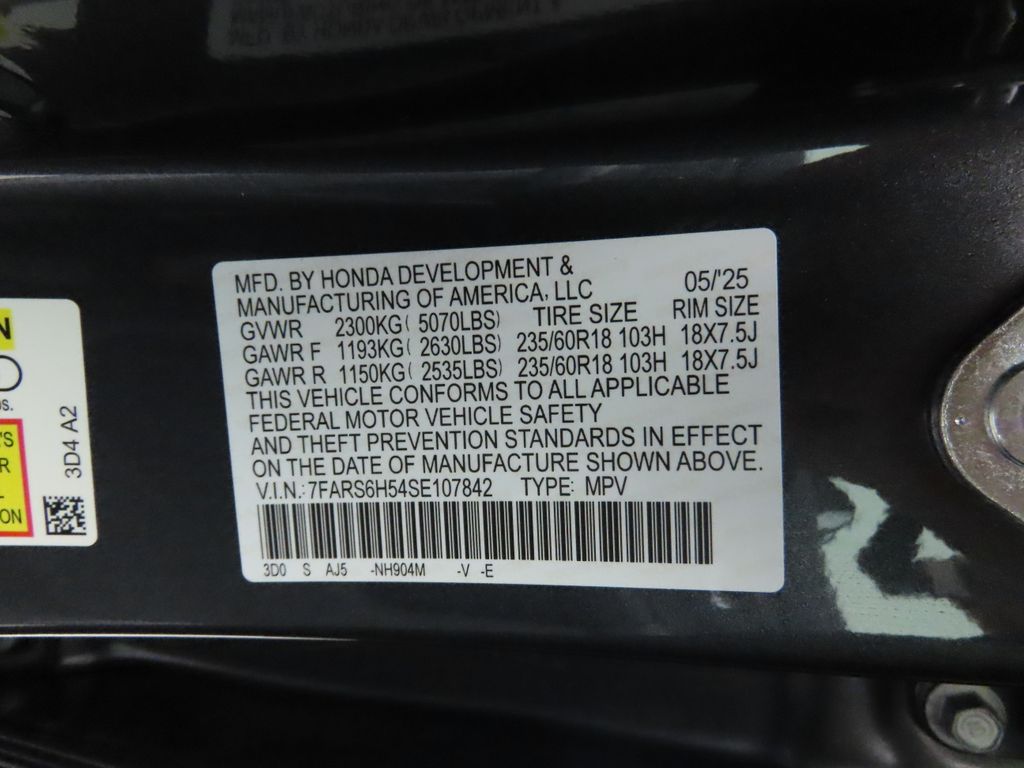 MFD. BY HONDA DEVELOPMENT &
MANUFACTURING OF AMERICA, LLC 05/'25
GVWR 2300KG( 5070LBS) TIRE SIZE RIM SIZE
GAWR F 1193KG( 2630LBS) 235/60R18 103H 18X7.5J
GAWR R 1150KG( 2535LBS) 235/60R18 103H 18X7.5J
THIS VEHICLE CONFORMS TO ALL APPLICABLE
FEDERAL MOTOR VEHICLE SAFETY
AND THEFT PREVENTION STANDARDS IN EFFECT
ON THE DATE OF MANUFACTURE SHOWN ABOVE.
V.I.N.:7FARS6H54SE107842 TYPE: MPV
3D0 S AJ5 -NH904M -V -E
3D4 A2
N
DS.
'S
R
L
ION